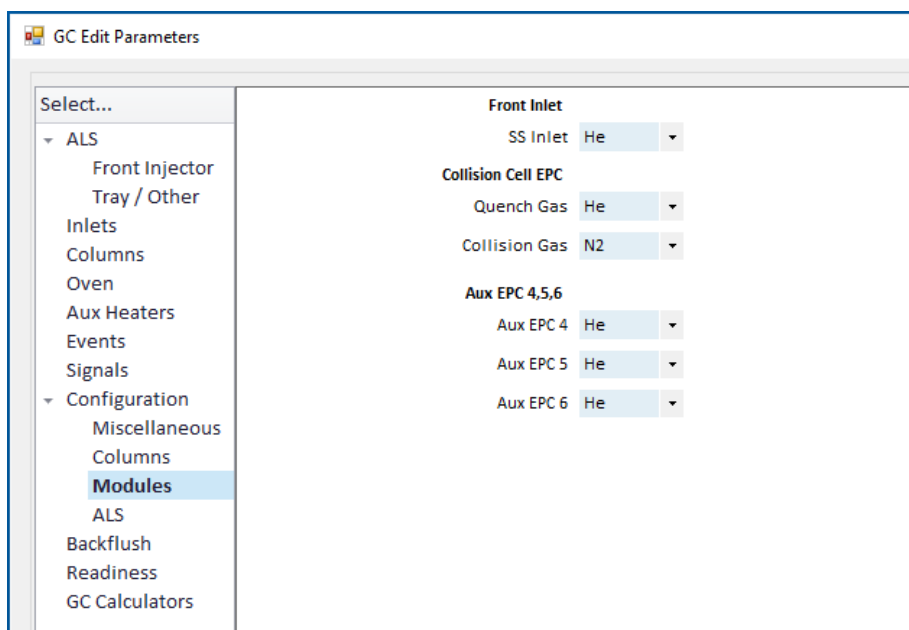 GC Edit Parameters
Select...
ALS
Front Injector
Tray / Other
Inlets
Columns
Oven
Aux Heaters
Events
Signals
Configuration
Miscellaneous
Columns
Modules
ALS
Backflush
Readiness
GC Calculators
Front Inlet
SS Inlet He
Collision Cell EPC
Quench Gas He
Collision Gas N2
Aux EPC 4,5,6
Aux EPC 4 He
Aux EPC 5 He
Aux EPC 6 He